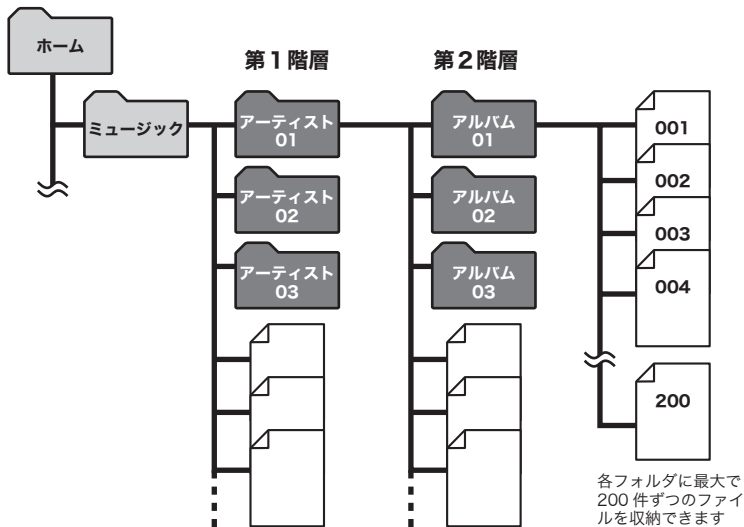 ホーム
第1階層
第2階層
ミュージック
アーティスト
01
アルバム
01
001
アーティスト
02
アルバム
02
002
003
アーティスト
03
アルバム
03
004
200
各フォルダに最大で
200 件ずつのファイ
ルを収納できます